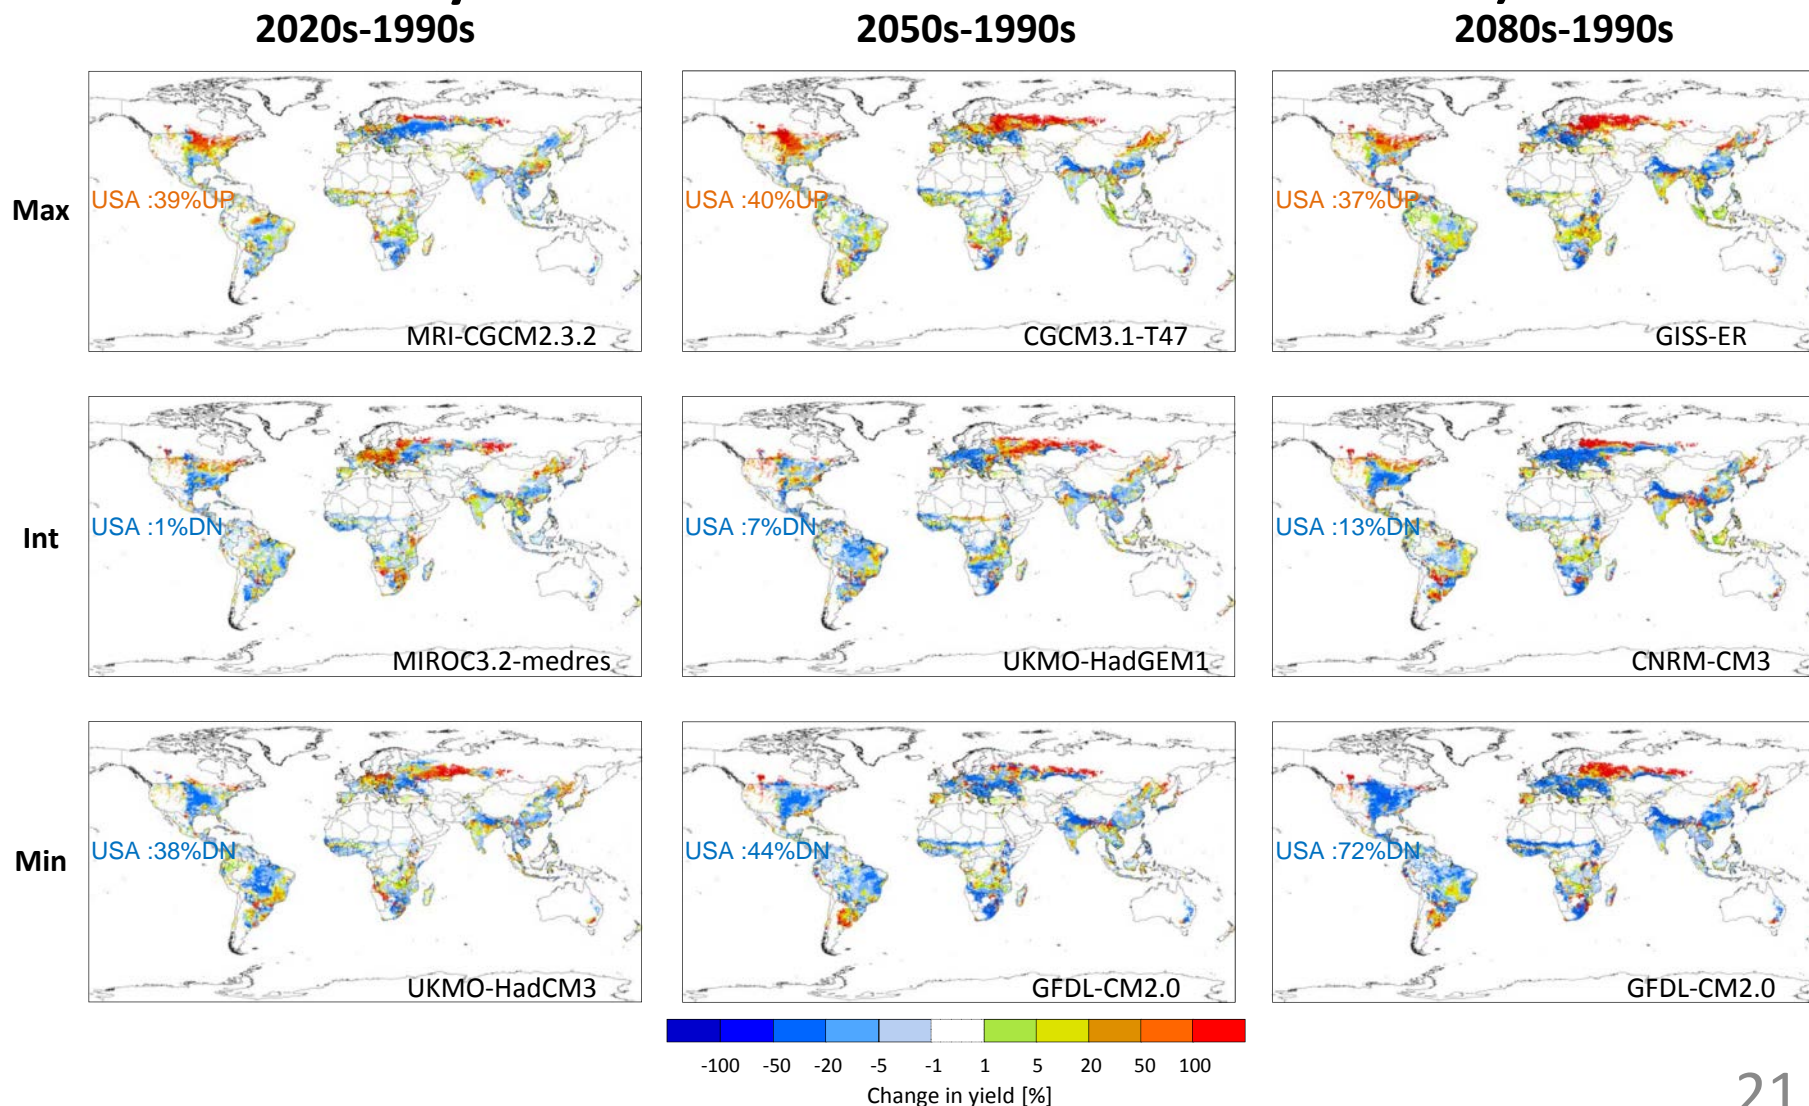 2020s-1990s 2050s-1990s 2080s-1990s
Max
USA :39%UP
MRI-CGCM2.3.2
USA :40%UP
CGCM3.1-T47
USA :37%UP
GISS-ER
Int
USA :1%DN
MIROC3.2-medres
USA :7%DN
UKMO-HadGEM1
USA :13%DN
CNRM-CM3
Min
USA :38%DN
UKMO-HadCM3
USA :44%DN
GFDL-CM2.0
USA :72%DN
GFDL-CM2.0
-100 -50 -20 -5 -1 1 5 20 50 100
Change in yield [%]
21